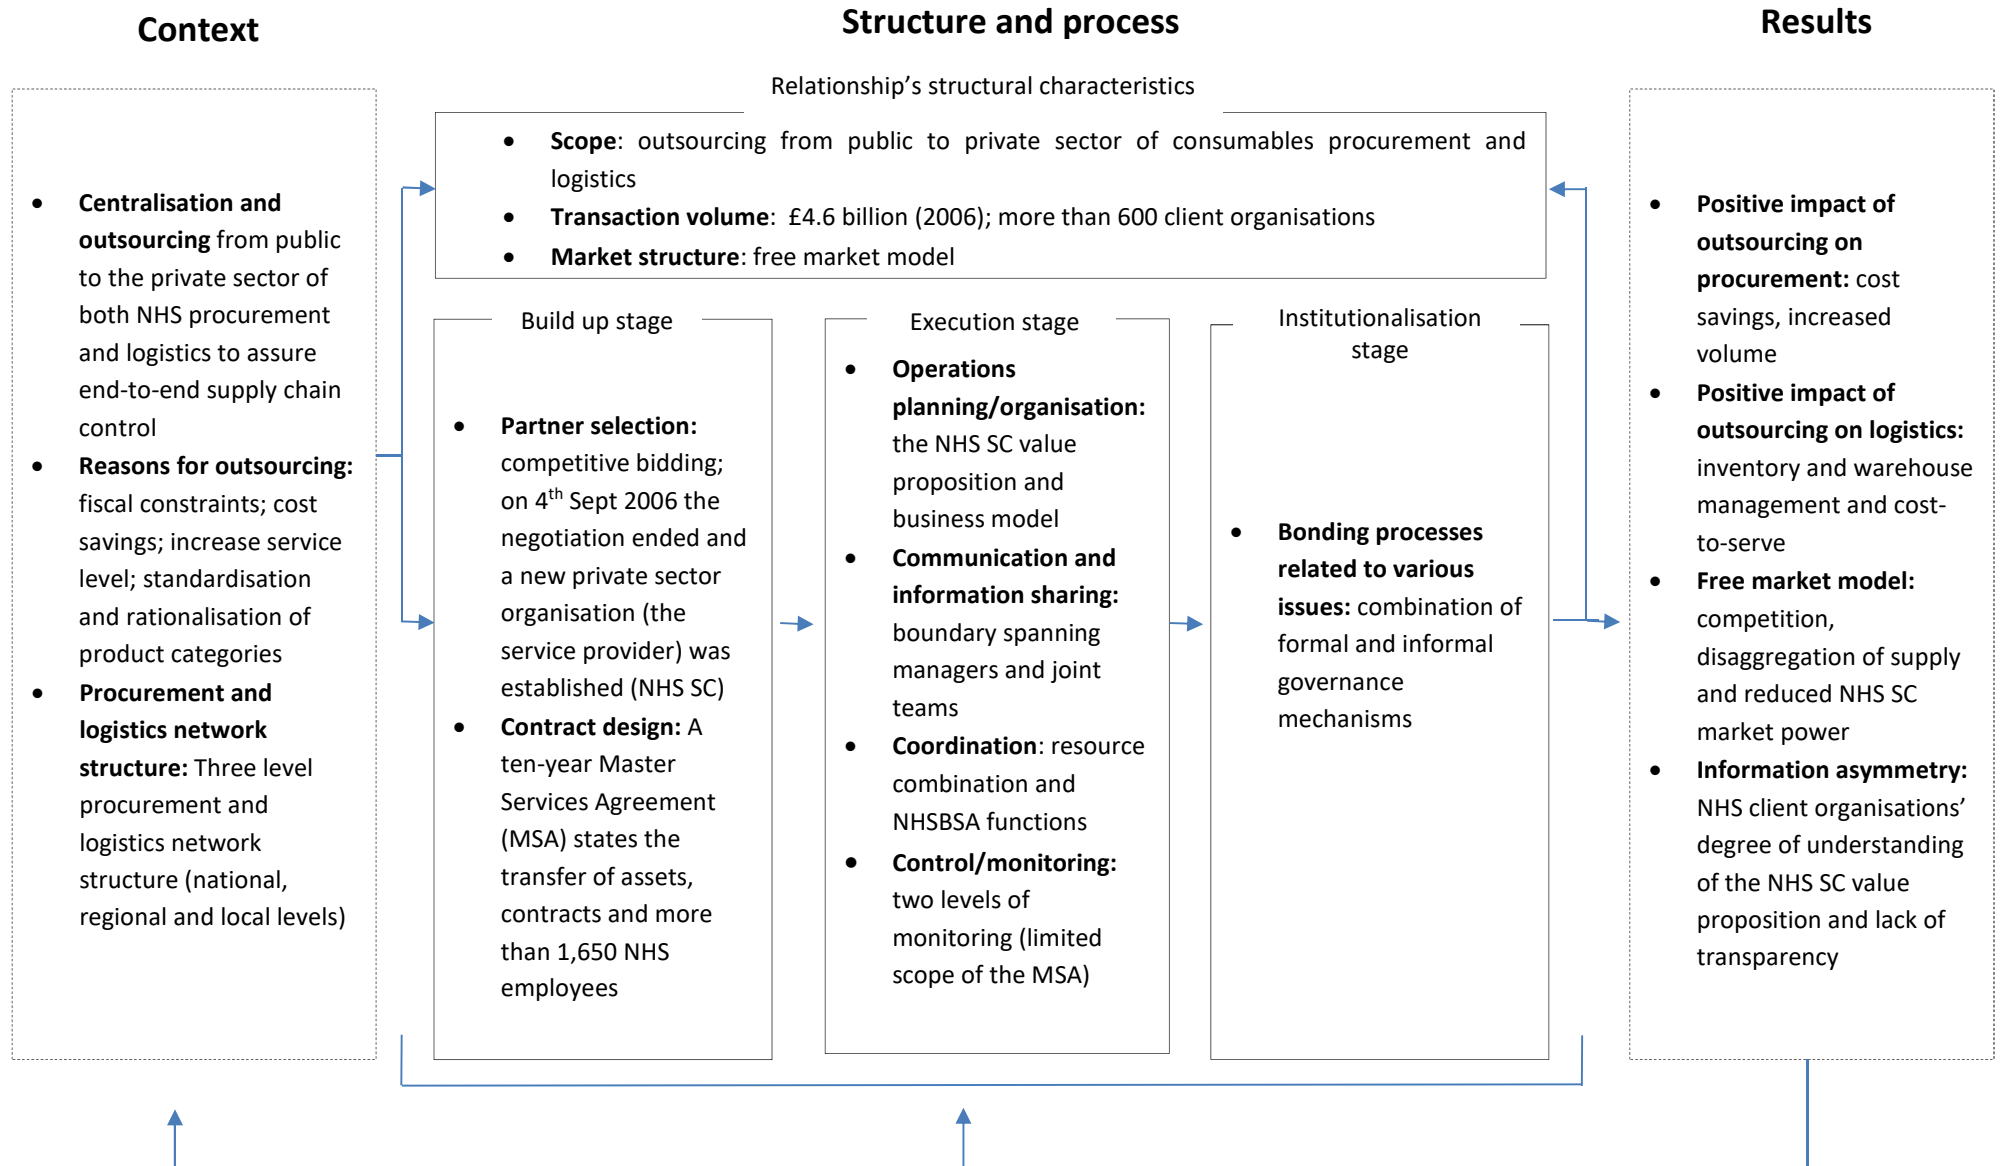 Context
Structure and process
Results
• Centralisation and
outsourcing from public
to the private sector of
both NHS procurement
and logistics to assure
end-to-end supply chain
control
• Reasons for outsourcing:
fiscal constraints; cost
savings; increase service
level; standardisation
and rationalisation of
product categories
• Procurement and
logistics network
structure: Three level
procurement and
logistics network
structure (national,
regional and local levels)
Relationship’s structural characteristics
• Scope: outsourcing from public to private sector of consumables procurement and
logistics
• Transaction volume: £4.6 billion (2006); more than 600 client organisations
• Market structure: free market model
Build up stage
• Partner selection:
competitive bidding;
on 4th Sept 2006 the
negotiation ended and
a new private sector
organisation (the
service provider) was
established (NHS SC)
• Contract design: A
ten-year Master
Services Agreement
(MSA) states the
transfer of assets,
contracts and more
than 1,650 NHS
employees
Execution stage
• Operations
planning/organisation:
the NHS SC value
proposition and
business model
• Communication and
information sharing:
boundary spanning
managers and joint
teams
• Coordination: resource
combination and
NHSBSA functions
• Control/monitoring:
two levels of
monitoring (limited
scope of the MSA)
Institutionalisation
stage
• Bonding processes
related to various
issues: combination of
formal and informal
governance
mechanisms
• Positive impact of
outsourcing on
procurement: cost
savings, increased
volume
• Positive impact of
outsourcing on logistics:
inventory and warehouse
management and cost-
to-serve
• Free market model:
competition,
disaggregation of supply
and reduced NHS SC
market power
• Information asymmetry:
NHS client organisations’
degree of understanding
of the NHS SC value
proposition and lack of
transparency